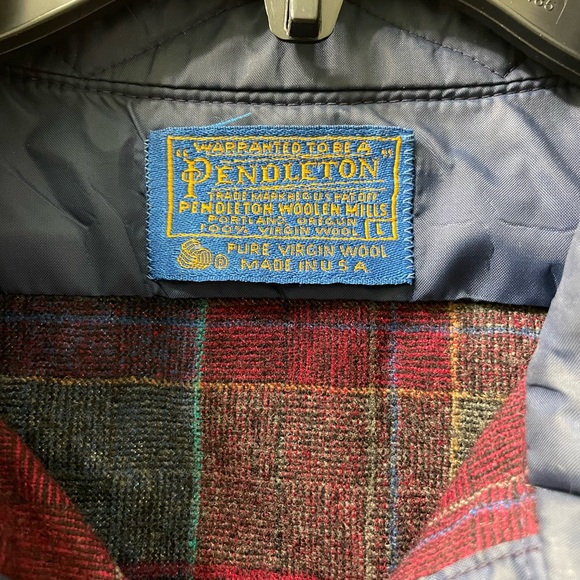 "WARRANTED TO BE A"
PENDLETON
TRADE MARK REG US PAT OFF
PENDLETON WOOLEN MILLS
PORTLAND, OREGON
100% VIRGIN WOOL L
PURE VIRGIN WOOL
MADE IN U S A